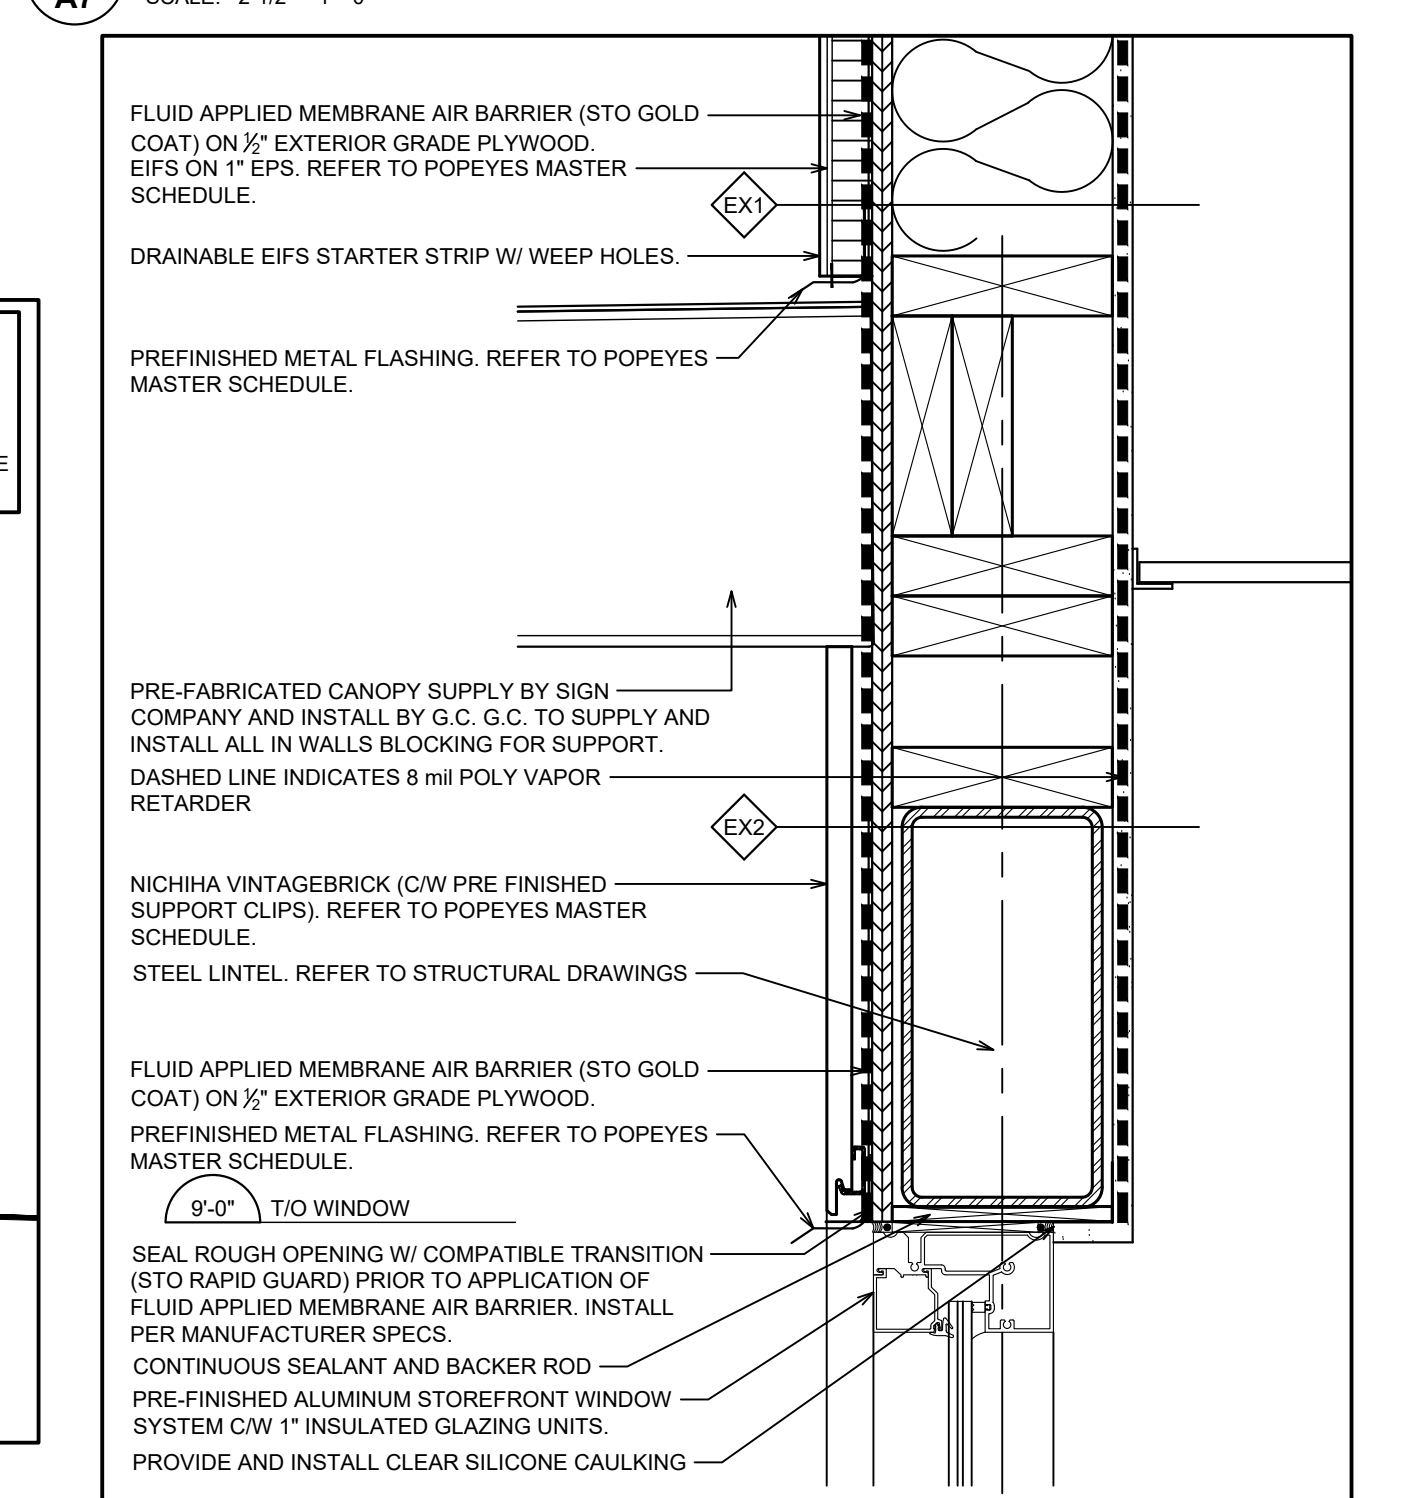 FLUID APPLIED MEMBRANE AIR BARRIER (STO GOLD
COAT) ON ½" EXTERIOR GRADE PLYWOOD.
EIFS ON 1" EPS. REFER TO POPEYES MASTER
SCHEDULE.
EX1
DRAINABLE EIFS STARTER STRIP W/ WEEP HOLES.
PREFINISHED METAL FLASHING. REFER TO POPEYES
MASTER SCHEDULE.
PRE-FABRICATED CANOPY SUPPLY BY SIGN
COMPANY AND INSTALL BY G.C. G.C. TO SUPPLY AND
INSTALL ALL IN WALLS BLOCKING FOR SUPPORT.
DASHED LINE INDICATES 8 mil POLY VAPOR
RETARDER
EX2
NICHIHA VINTAGEBRICK (C/W PRE FINISHED
SUPPORT CLIPS). REFER TO POPEYES MASTER
SCHEDULE.
STEEL LINTEL. REFER TO STRUCTURAL DRAWINGS
FLUID APPLIED MEMBRANE AIR BARRIER (STO GOLD
COAT) ON ½" EXTERIOR GRADE PLYWOOD.
PREFINISHED METAL FLASHING. REFER TO POPEYES
MASTER SCHEDULE.
9'-0" T/O WINDOW
SEAL ROUGH OPENING W/ COMPATIBLE TRANSITION
(STO RAPID GUARD) PRIOR TO APPLICATION OF
FLUID APPLIED MEMBRANE AIR BARRIER. INSTALL
PER MANUFACTURER SPECS.
CONTINUOUS SEALANT AND BACKER ROD
PRE-FINISHED ALUMINUM STOREFRONT WINDOW
SYSTEM C/W 1" INSULATED GLAZING UNITS.
PROVIDE AND INSTALL CLEAR SILICONE CAULKING